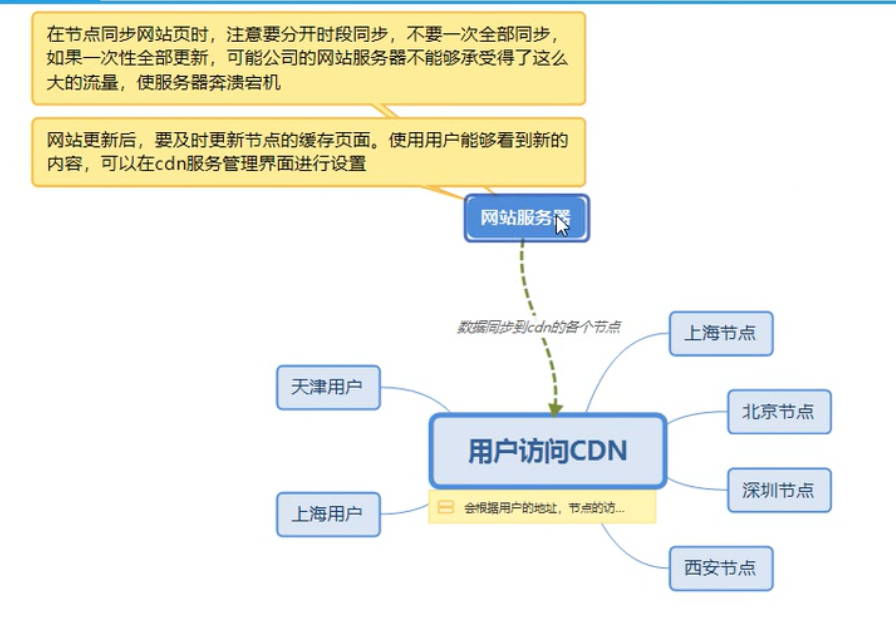 在节点同步网站页时，注意要分开时段同步，不要一次全部同步，
如果一次性全部更新，可能公司的网站服务器不能够承受得了这么
大的流量，使服务器奔溃宕机
网站更新后，要及时更新节点的缓存页面。使用用户能够看到新的
内容，可以在cdn服务管理界面进行设置
网站服务器
数据同步到cdn的各个节点
上海节点
天津用户
北京节点
用户访问CDN
深圳节点
上海用户
会根据用户的地址，节点的访...
西安节点